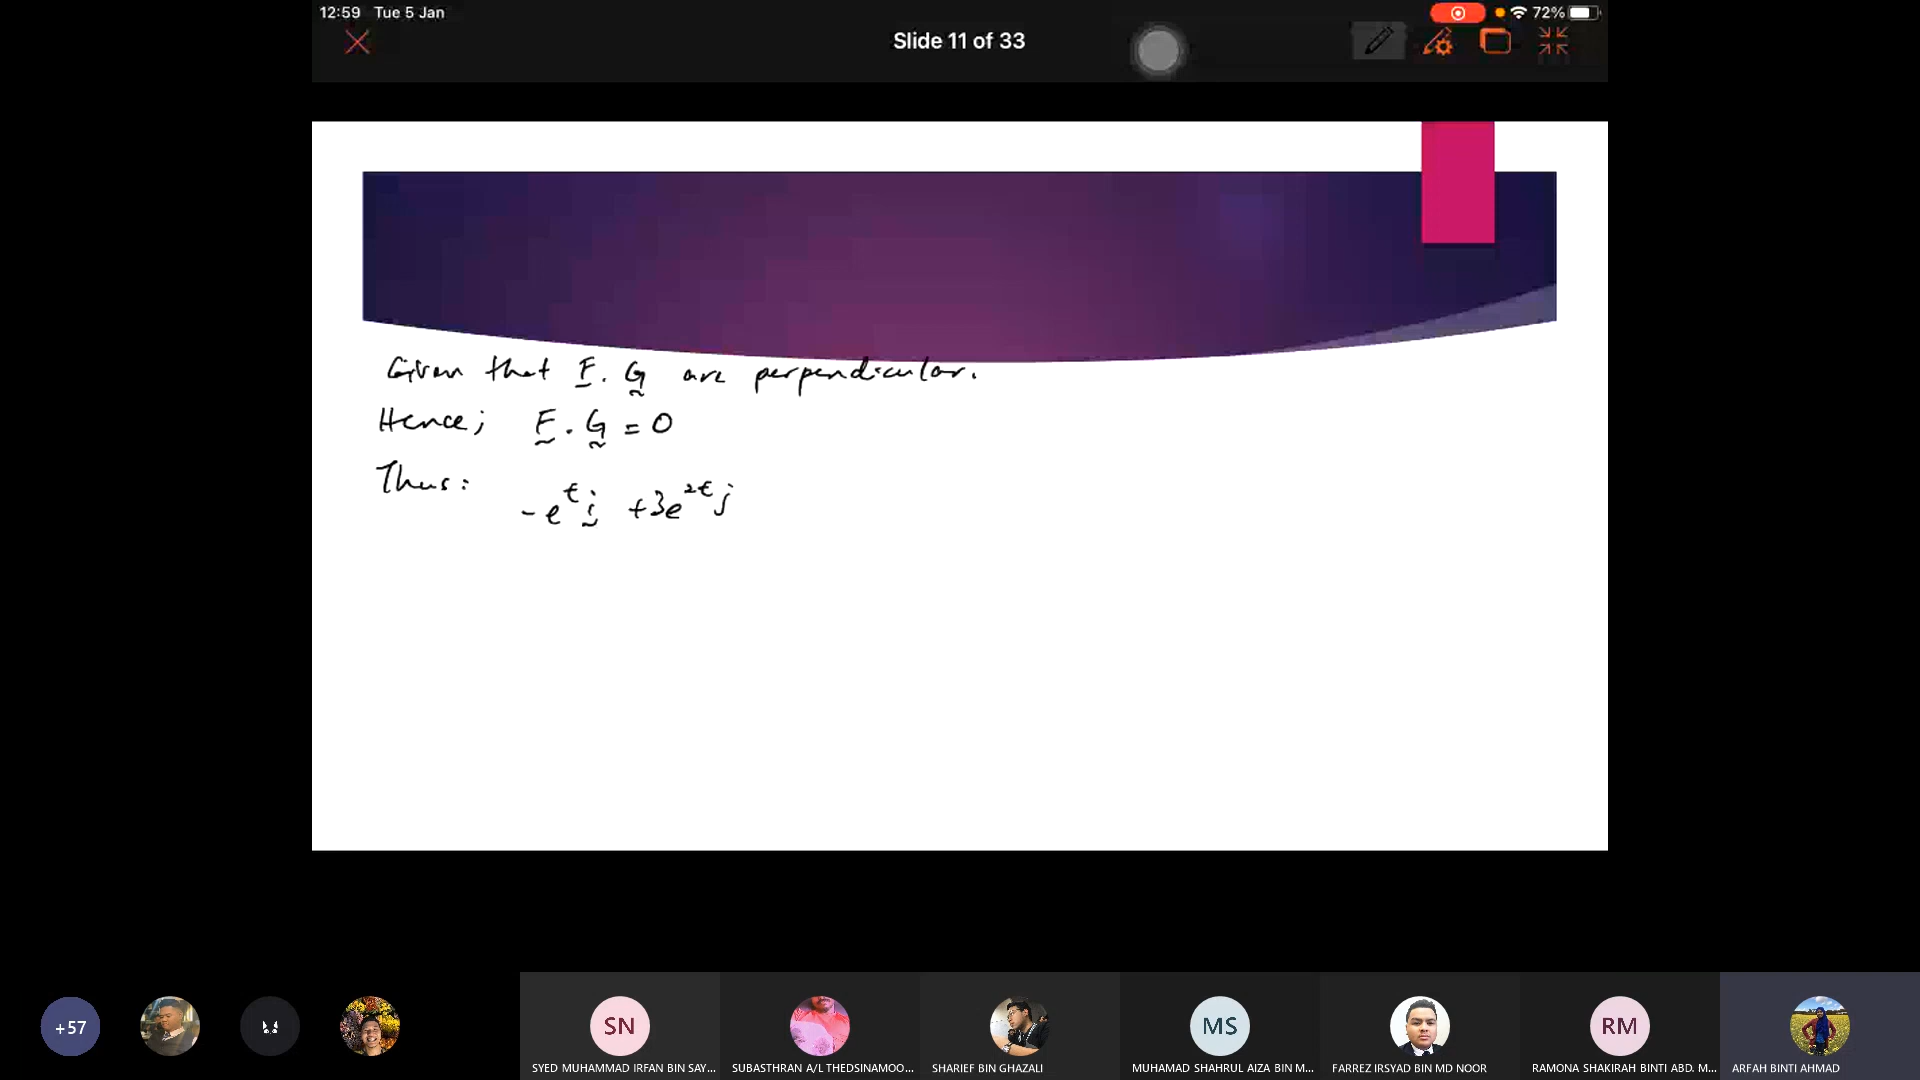 12:59 Tue 5 Jan
72%
Slide 11 of 33
Given that F . G are perpendicular.
Hence; F . G = 0
Thus:
-e^t i +3e^2t j
+57
SN
MS
RM
SYED MUHAMMAD IRFAN BIN SAY...
SUBASTHRAN A/L THEDSINAMOO...
SHARIEF BIN GHAZALI
MUHAMAD SHAHRUL AIZA BIN M...
FARREZ IRSYAD BIN MD NOOR
RAMONA SHAKIRAH BINTI ABD. M...
ARFAH BINTI AHMAD